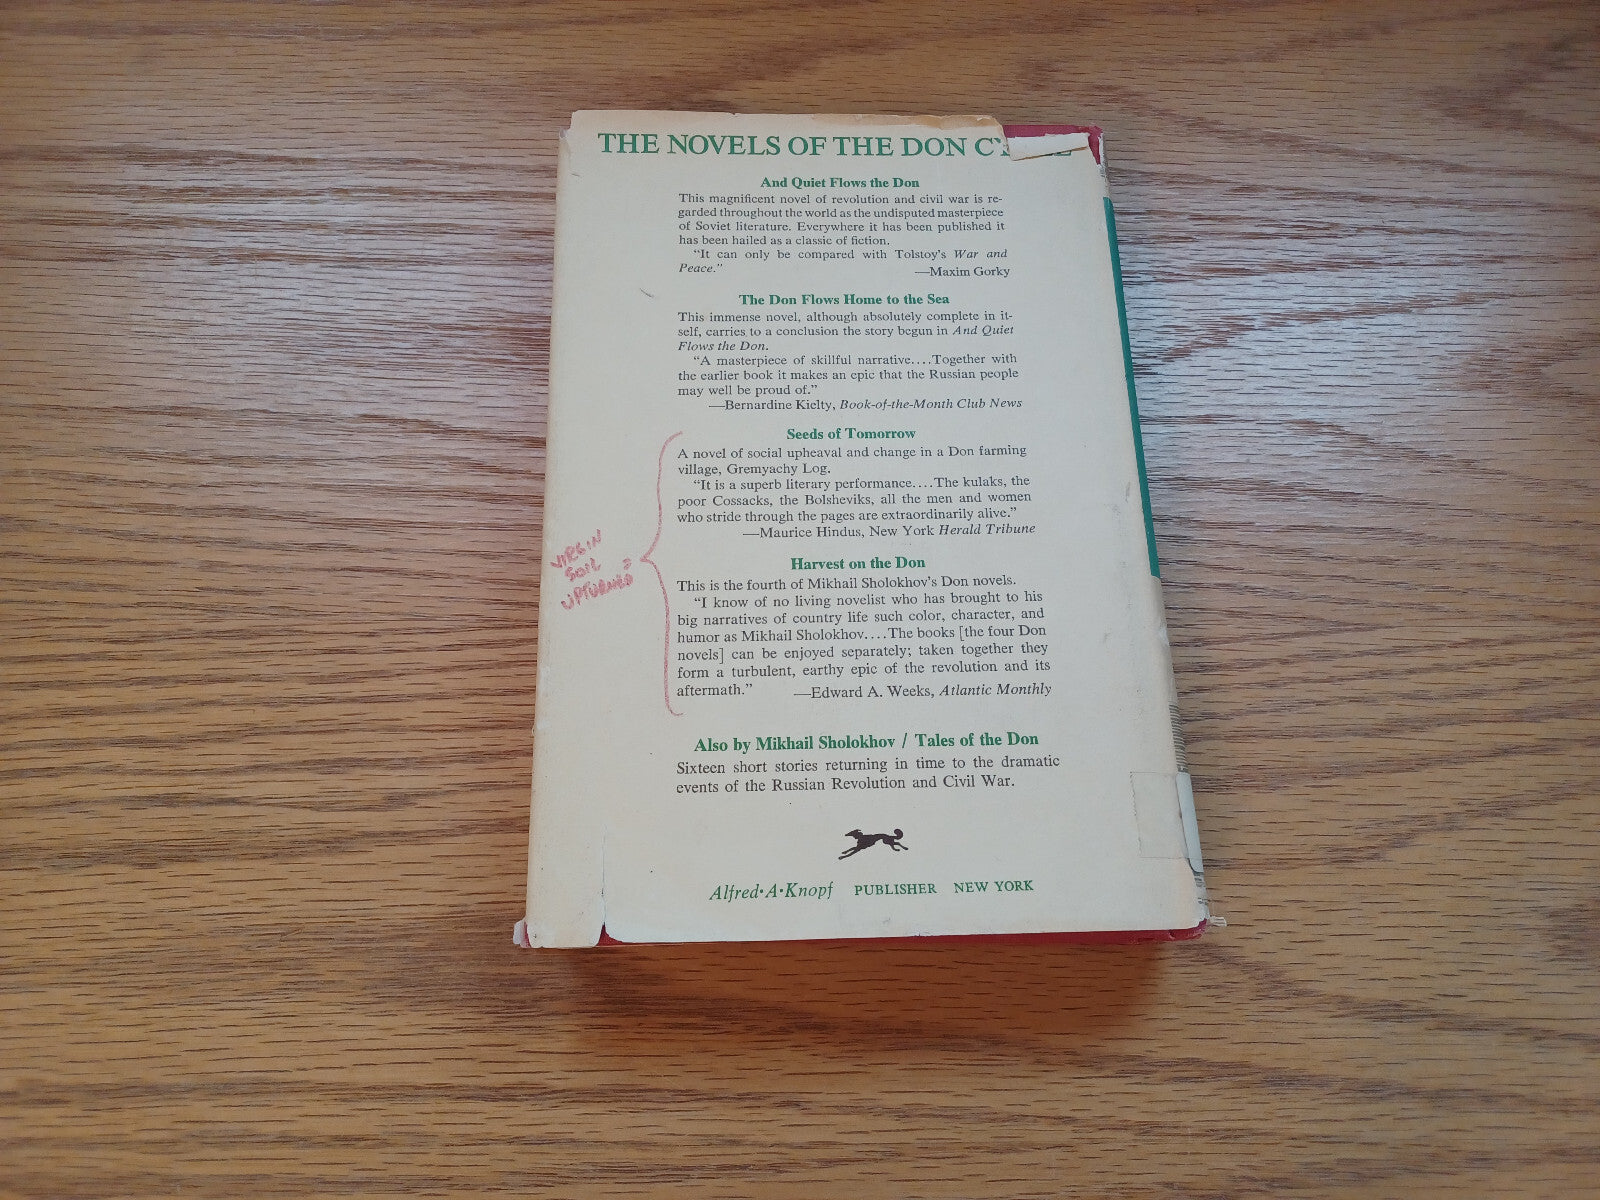 THE NOVELS OF THE DON
And Quiet Flows the Don
This magnificent novel of revolution and civil war is re-
garded throughout the world as the undisputed masterpiece
of Soviet literature. Everywhere it has been published it
has been hailed as a classic of fiction.
“It can only be compared with Tolstoy's War and
Peace.” —Maxim Gorky
The Don Flows Home to the Sea
This immense novel, although absolutely complete in it-
self, carries to a conclusion the story begun in And Quiet
Flows the Don.
“A masterpiece of skillful narrative....Together with
the earlier book it makes an epic that the Russian people
may well be proud of.”
—Bernardine Kielty, Book-of-the-Month Club News
Seeds of Tomorrow
A novel of social upheaval and change in a Don farming
village, Gremyachy Log.
“It is a superb literary performance....The kulaks, the
poor Cossacks, the Bolsheviks, all the men and women
who stride through the pages are extraordinarily alive.”
—Maurice Hindus, New York Herald Tribune
VIRGIN
SOIL
UPTURNED
Harvest on the Don
This is the fourth of Mikhail Sholokhov's Don novels.
“I know of no living novelist who has brought to his
big narratives of country life such color, character, and
humor as Mikhail Sholokhov....The books [the four Don
novels] can be enjoyed separately; taken together they
form a turbulent, earthy epic of the revolution and its
aftermath.” —Edward A. Weeks, Atlantic Monthly
Also by Mikhail Sholokhov / Tales of the Don
Sixteen short stories returning in time to the dramatic
events of the Russian Revolution and Civil War.
Alfred·A·Knopf PUBLISHER NEW YORK